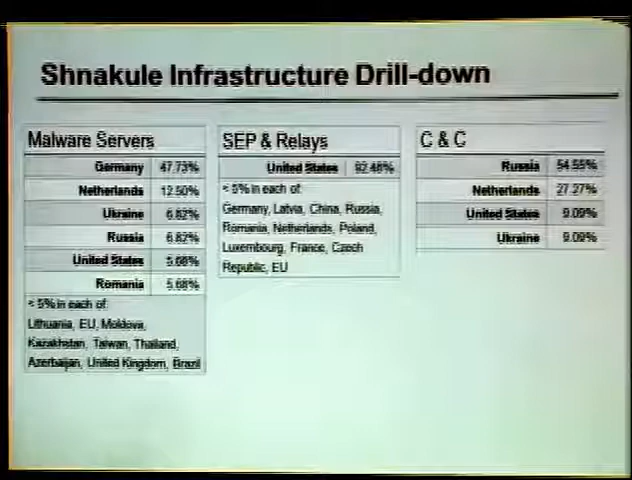 Shnakule Infrastructure Drill-down
Malware Servers
Germany 47.73%
Netherlands 12.50%
Ukraine 6.82%
Russia 6.82%
United States 5.68%
Romania 5.68%
< 5% in each of:
Lithuania, EU, Moldova,
Kazakhstan, Taiwan, Thailand,
Azerbaijan, United Kingdom, Brazil
SEP & Relays
United States 92.46%
< 5% in each of:
Germany, Latvia, China, Russia,
Romania, Netherlands, Poland,
Luxembourg, France, Czech
Republic, EU
C & C
Russia 54.55%
Netherlands 27.27%
United States 9.09%
Ukraine 9.09%